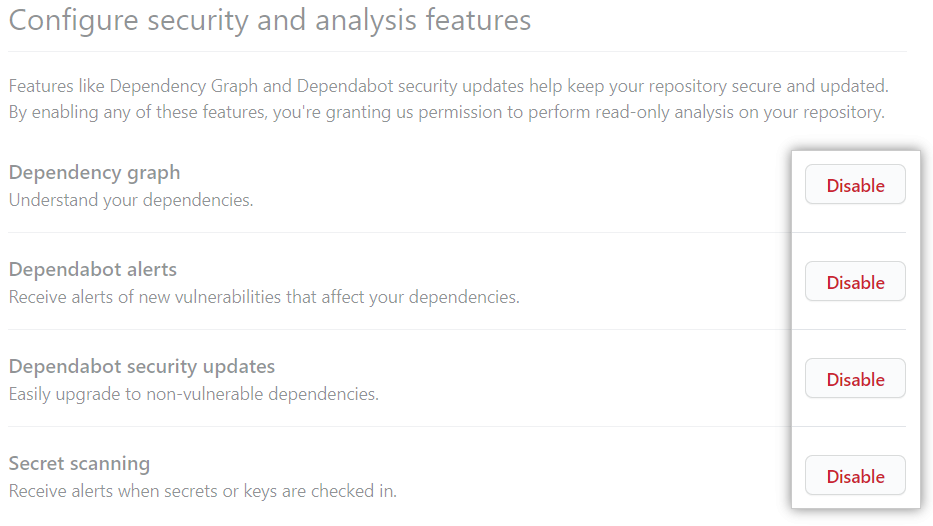 Configure security and analysis features
Features like Dependency Graph and Dependabot security updates help keep your repository secure and updated.
By enabling any of these features, you're granting us permission to perform read-only analysis on your repository.
Dependency graph
Understand your dependencies.
Disable
Dependabot alerts
Receive alerts of new vulnerabilities that affect your dependencies.
Disable
Dependabot security updates
Easily upgrade to non-vulnerable dependencies.
Disable
Secret scanning
Receive alerts when secrets or keys are checked in.
Disable